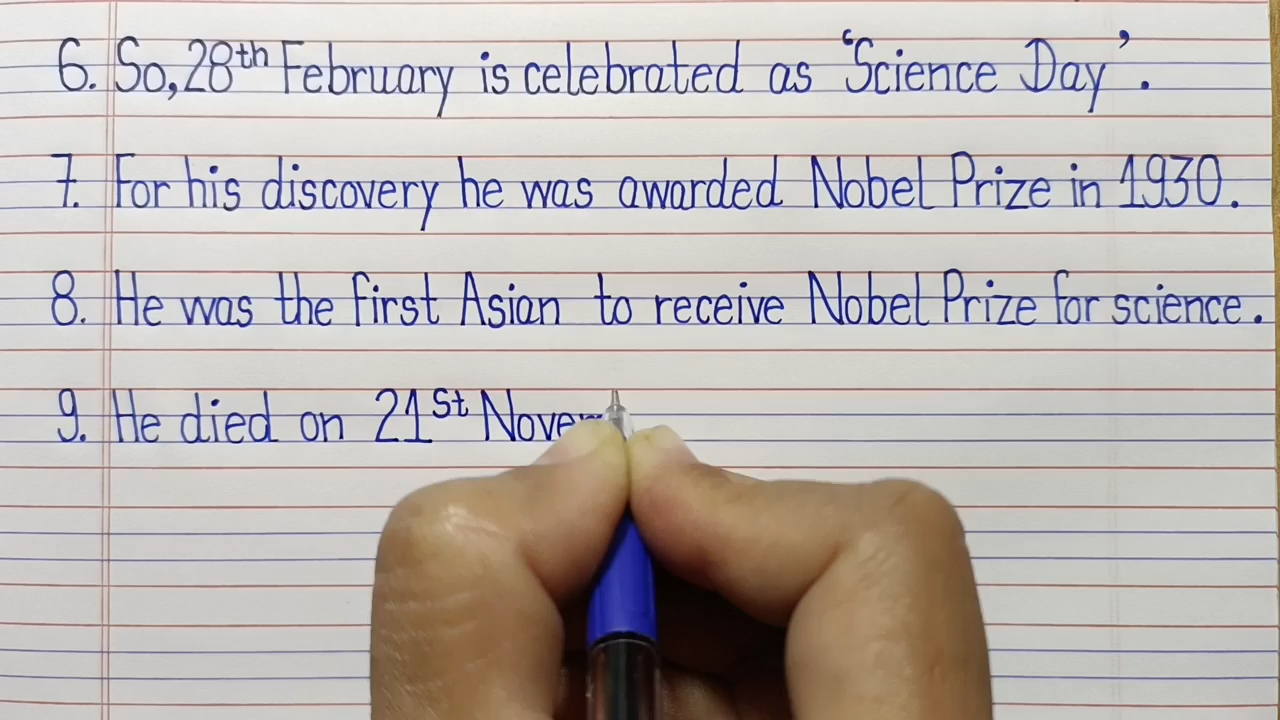 6. So, 28th February is celebrated as 'Science Day'.
7. For his discovery he was awarded Nobel Prize in 1930.
8. He was the first Asian to receive Nobel Prize for science.
9. He died on 21st Novem